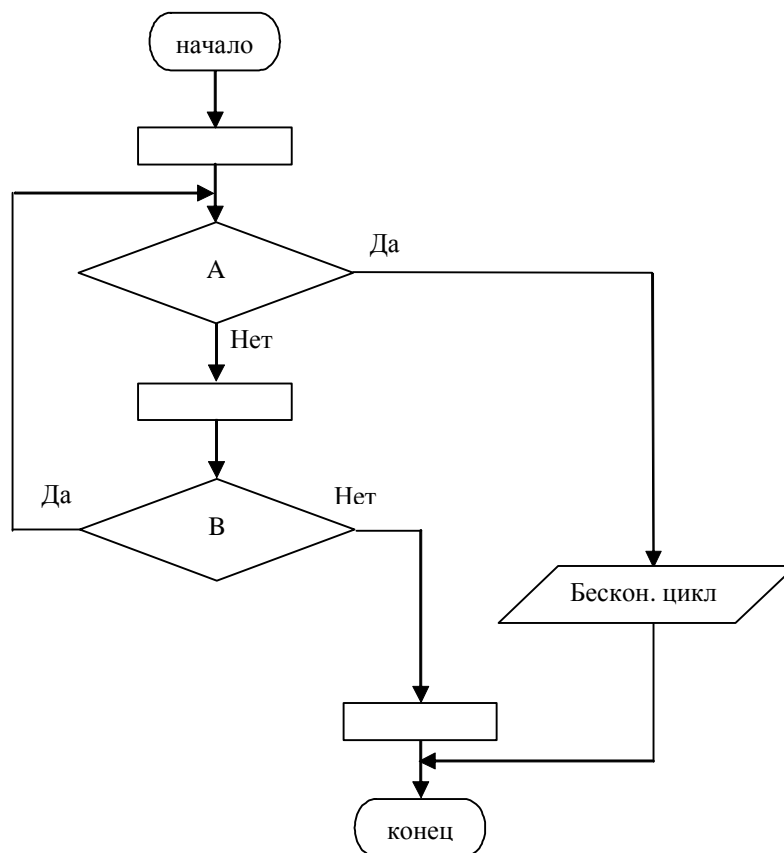 начало
Да
А
Нет
Да
Нет
В
Бескон. цикл
конец